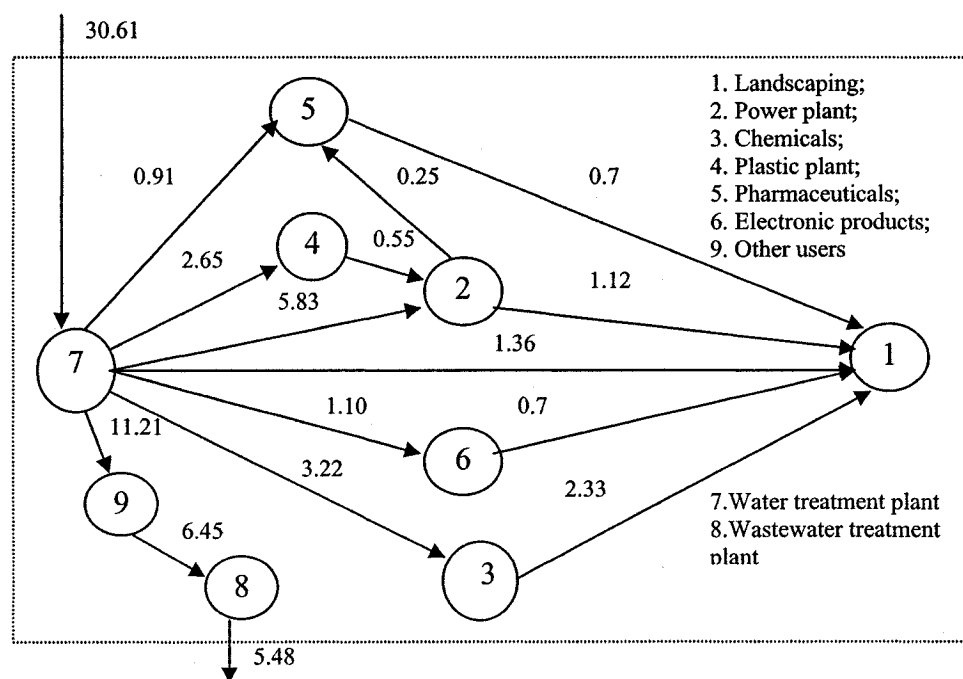 30.61
1. Landscaping;
2. Power plant;
3. Chemicals;
4. Plastic plant;
5. Pharmaceuticals;
6. Electronic products;
9. Other users
5
0.91
0.25
0.7
2.65
4
0.55
5.83
2
1.12
1.36
7
1
1.10
0.7
11.21
3.22
6
2.33
9
6.45
3
8
7.Water treatment plant
8.Wastewater treatment
plant
5.48